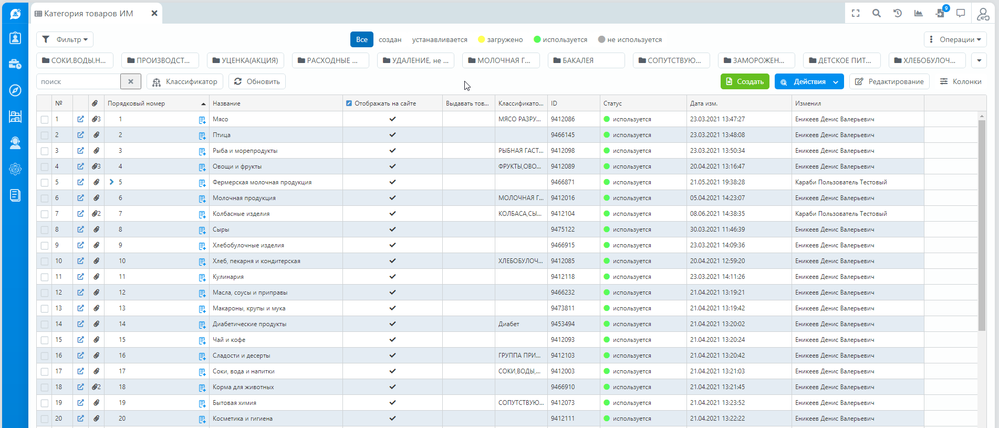 Категория товаров ИМ
9
Фильтр
Все создан устанавливается загружено используется не используется
Операции
СОКИ,ВОДЫ,Н... ПРОИЗВОДСТ... УЦЕНКА(АКЦИЯ) РАСХОДНЫЕ ... УДАЛЕНИЕ, не ... МОЛОЧНАЯ Г... БАКАЛЕЯ СОПУТСТВУЮ... ЗАМОРОЖЕН... ДЕТСКОЕ ПИТ... ХЛЕБОБУЛОЧ...
поиск Классификатор Обновить Создать Действия Редактирование Колонки
№ Порядковый номер Название Отображать на сайте Выдавать тов... Классификато... ID Статус Дата изм. Изменил
1 3 1 Мясо МЯСО РАЗРУ... 9412086 используется 23.03.2021 13:47:27 Еникеев Денис Валерьевич
2 2 Птица 9466145 используется 23.03.2021 13:48:08 Еникеев Денис Валерьевич
3 3 Рыба и морепродукты РЫБНАЯ ГАСТ... 9412098 используется 23.03.2021 13:50:34 Еникеев Денис Валерьевич
4 3 4 Овощи и фрукты ФРУКТЫ,ОВО... 9412089 используется 20.04.2021 13:16:47 Еникеев Денис Валерьевич
5 5 Фермерская молочная продукция 9466871 используется 21.05.2021 19:38:28 Караби Пользователь Тестовый
6 6 Молочная продукция МОЛОЧНАЯ Г... 9412016 используется 05.04.2021 14:23:07 Еникеев Денис Валерьевич
7 2 7 Колбасные изделия КОЛБАСА,СЫ... 9412104 используется 08.06.2021 14:38:35 Караби Пользователь Тестовый
8 8 Сыры 9475122 используется 30.03.2021 11:46:39 Еникеев Денис Валерьевич
9 9 Хлебобулочные изделия 9466915 используется 23.03.2021 14:09:36 Еникеев Денис Валерьевич
10 10 Хлеб, пекарня и кондитерская ХЛЕБОБУЛОЧ... 9412085 используется 20.04.2021 12:59:20 Еникеев Денис Валерьевич
11 11 Кулинария 9412118 используется 23.03.2021 14:11:26 Еникеев Денис Валерьевич
12 12 Масла, соусы и приправы 9466232 используется 21.04.2021 13:19:21 Еникеев Денис Валерьевич
13 13 Макароны, крупы и мука 9473811 используется 21.04.2021 13:19:42 Еникеев Денис Валерьевич
14 14 Диабетические продукты Диабет 9453494 используется 21.04.2021 13:20:02 Еникеев Денис Валерьевич
15 15 Чай и кофе 9412093 используется 21.04.2021 13:20:24 Еникеев Денис Валерьевич
16 16 Сладости и десерты ГРУППА ПРИ... 9412103 используется 21.04.2021 13:20:42 Еникеев Денис Валерьевич
17 17 Соки, вода и напитки СОКИ,ВОДЫ,... 9412003 используется 21.04.2021 13:21:03 Еникеев Денис Валерьевич
18 2 18 Корма для животных 9466910 используется 21.04.2021 13:21:45 Еникеев Денис Валерьевич
19 19 Бытовая химия СОПУТСТВУЮ... 9412073 используется 21.04.2021 13:23:52 Еникеев Денис Валерьевич
20 20 Косметика и гигиена 9412111 используется 21.04.2021 13:22:22 Еникеев Денис Валерьевич